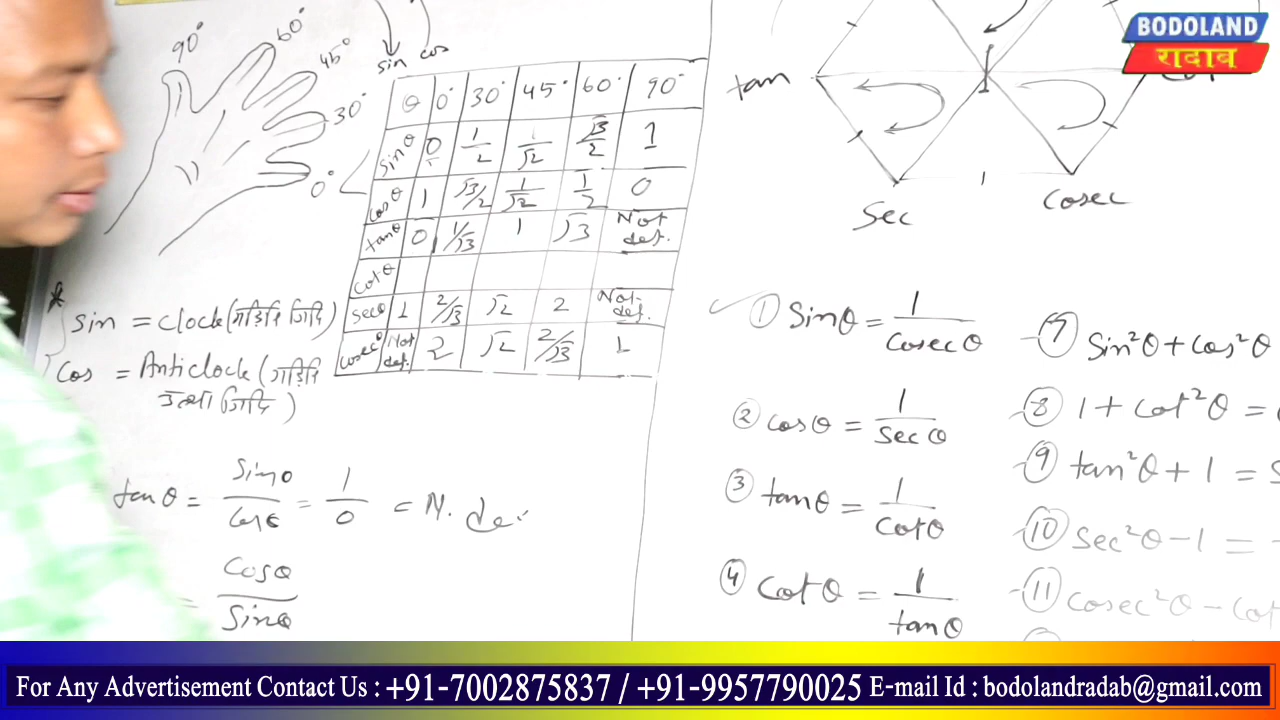 BODOLAND
रादाब
90°
60°
45°
30°
0°
sin cos
θ 0° 30° 45° 60° 90°
sinθ 0 1/2 1/√2 √3/2 1
cosθ 1 √3/2 1/√2 1/2 0
tanθ 0 1/√3 1 √3 Not def.
cotθ
secθ 1 2/√3 √2 2 Not def.
cosecθ Not def. 2 √2 2/√3 1
* sin = clock
cos = Anticlock
tanθ = sinθ/cosθ = 1/0 = N. de
= cosθ/sinθ
tan
1
cot
Sec
1
cosec
① Sinθ = 1/cosecθ
② cosθ = 1/secθ
③ tanθ = 1/cotθ
④ cotθ = 1/tanθ
⑦ Sin²θ + cos²θ
⑧ 1 + cot²θ =
⑨ tan²θ + 1 =
⑩ Sec²θ - 1 =
⑪ cosec²θ - cot
For Any Advertisement Contact Us : +91-7002875837 / +91-9957790025 E-mail Id : bodolandradab@gmail.com